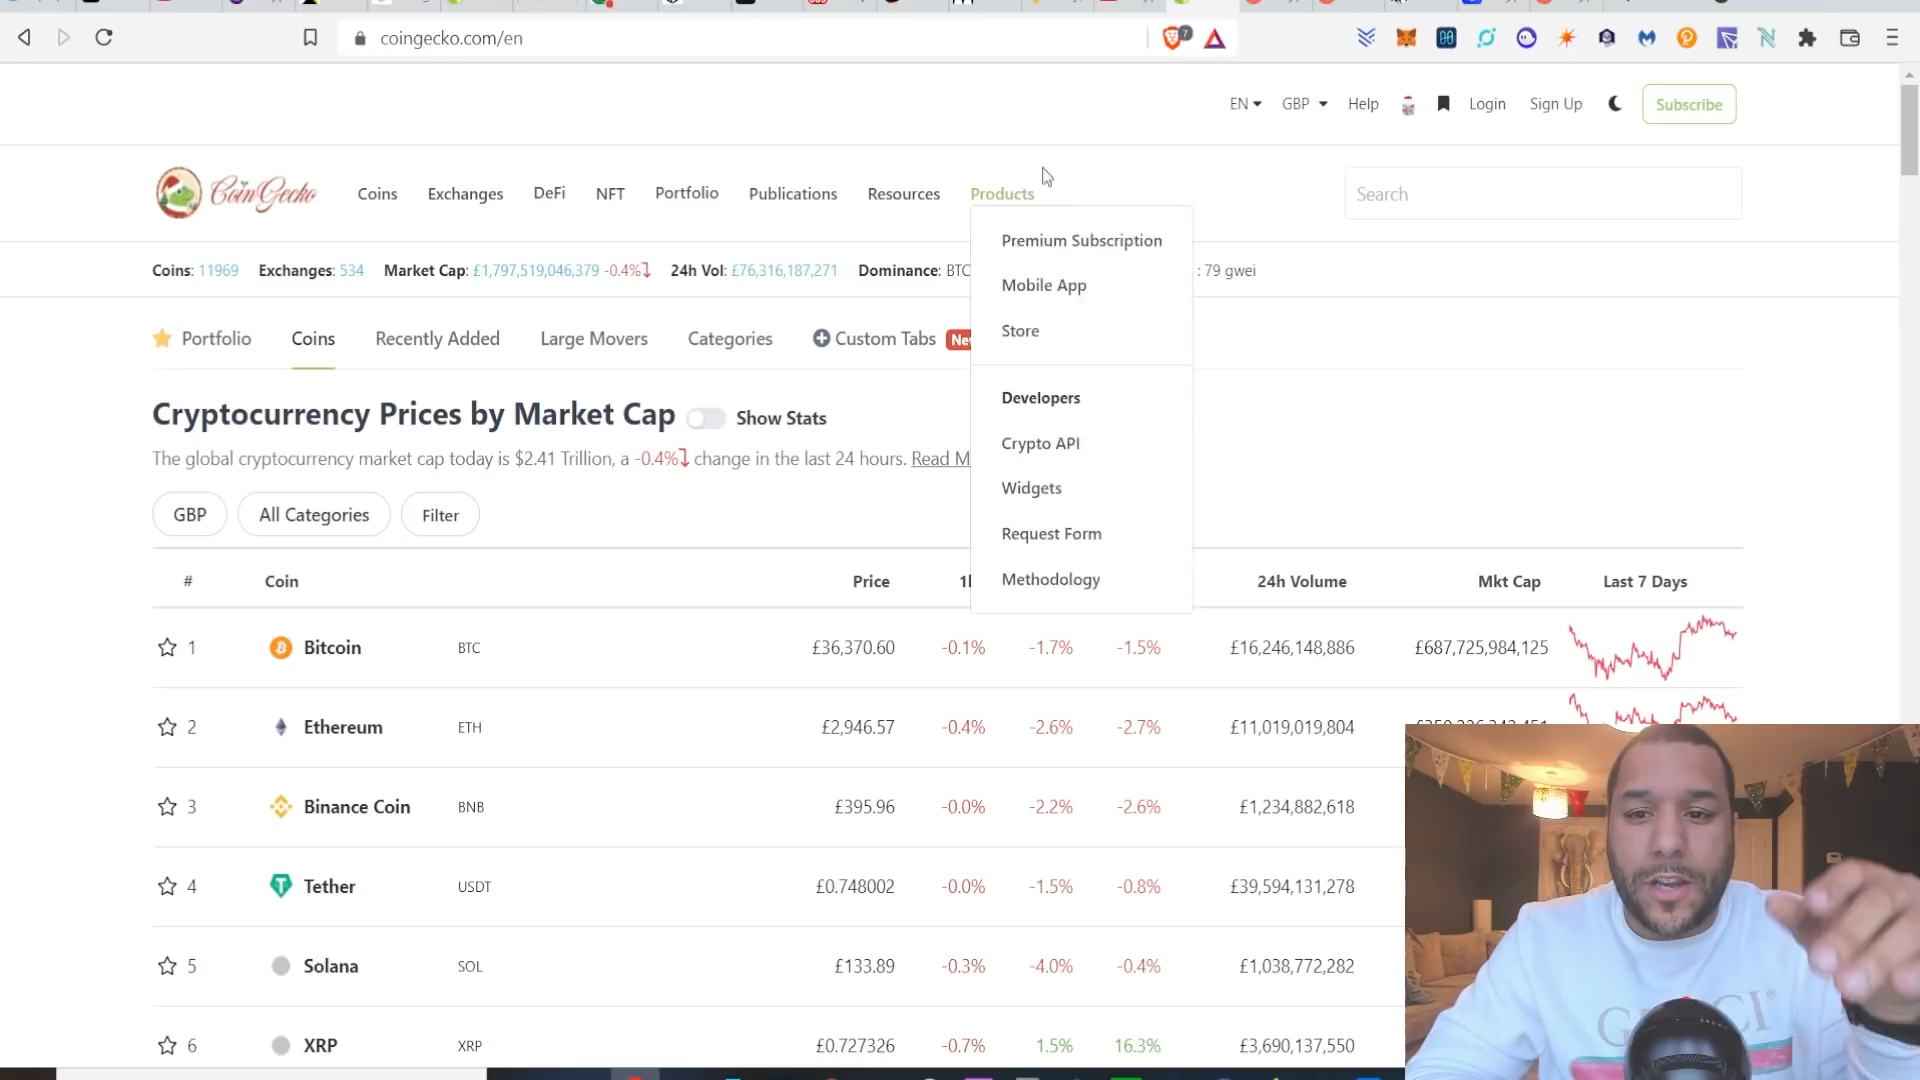 coingecko.com/en
7
EN
GBP
Help
Login
Sign Up
Subscribe
CoinGecko
Coins
Exchanges
DeFi
NFT
Portfolio
Publications
Resources
Products
Search
Premium Subscription
Mobile App
Store
Developers
Crypto API
Widgets
Request Form
Methodology
Coins: 11969 Exchanges: 534 Market Cap: £1,797,519,046,379 -0.4% 24h Vol: £76,316,187,271 Dominance: BTC : 79 gwei
Portfolio Coins Recently Added Large Movers Categories Custom Tabs
Cryptocurrency Prices by Market Cap Show Stats
The global cryptocurrency market cap today is $2.41 Trillion, a -0.4% change in the last 24 hours. Read M
GBP All Categories Filter
# Coin Price 24h Volume Mkt Cap Last 7 Days
1 Bitcoin BTC £36,370.60 -0.1% -1.7% -1.5% £16,246,148,886 £687,725,984,125
2 Ethereum ETH £2,946.57 -0.4% -2.6% -2.7% £11,019,019,804
3 Binance Coin BNB £395.96 -0.0% -2.2% -2.6% £1,234,882,618
4 Tether USDT £0.748002 -0.0% -1.5% -0.8% £39,594,131,278
5 Solana SOL £133.89 -0.3% -4.0% -0.4% £1,038,772,282
6 XRP XRP £0.727326 -0.7% 1.5% 16.3% £3,690,137,550